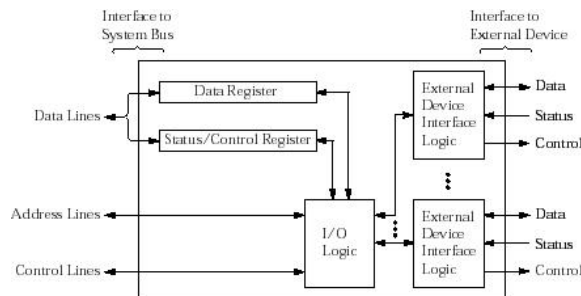 Interface to
System Bus
Interface to
External Device
Data Register
Data Lines
Status/Control Register
External
Device
Interface
Logic
Data
Status
Control
Address Lines
I/O
Logic
Control Lines
External
Device
Interface
Logic
Data
Status
Control